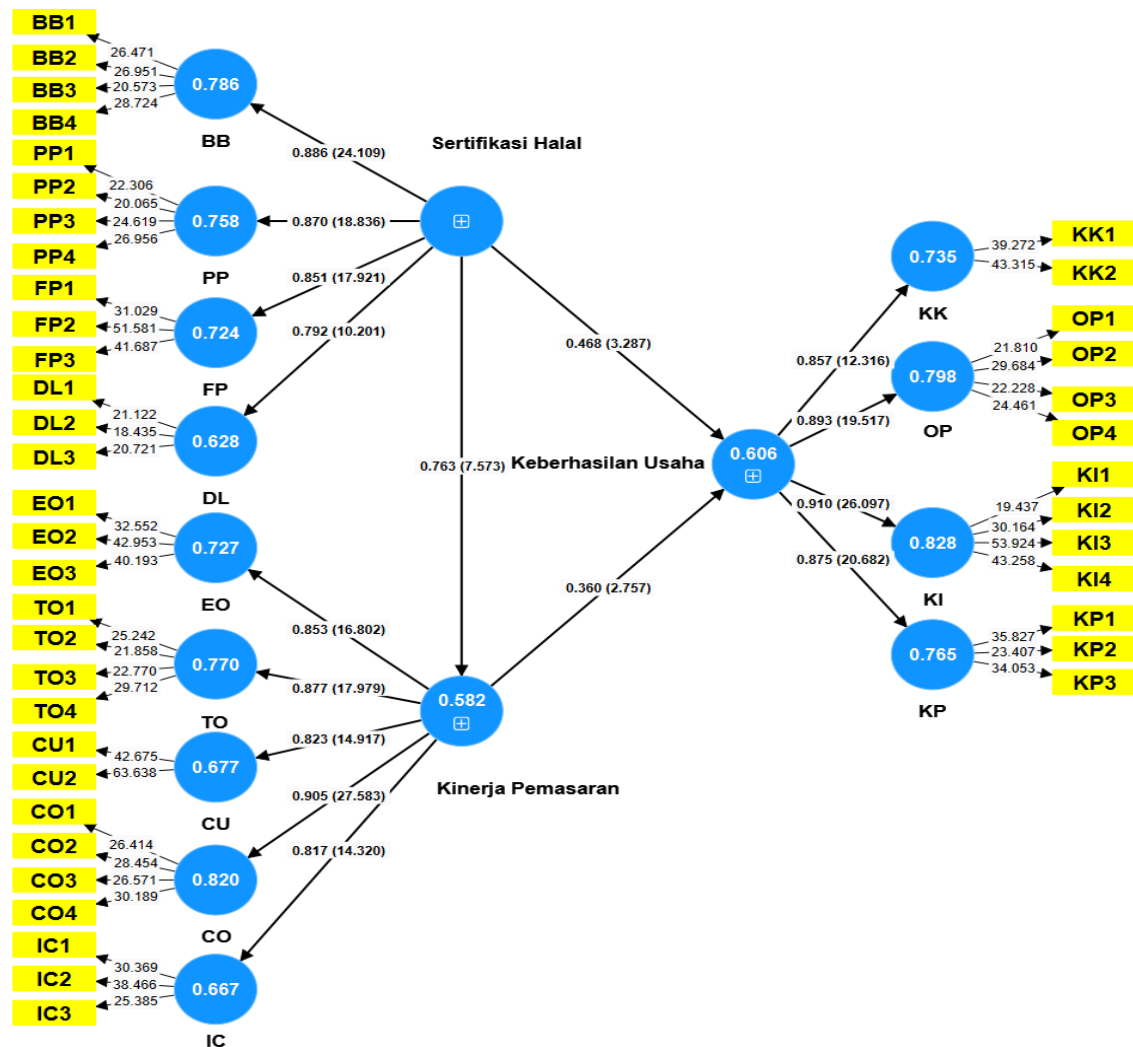 BB1
BB2
BB3
BB4
26.471
26.951
20.573
28.724
0.786
BB
PP1
PP2
PP3
PP4
22.306
20.065
24.619
26.956
0.758
PP
FP1
FP2
FP3
31.029
51.581
41.687
0.724
FP
DL1
DL2
DL3
21.122
18.435
20.721
0.628
DL
EO1
EO2
EO3
32.552
42.953
40.193
0.727
EO
TO1
TO2
TO3
TO4
25.242
21.858
22.770
29.712
0.770
TO
CU1
CU2
42.675
63.638
0.677
CU
CO1
CO2
CO3
CO4
26.414
28.454
26.571
30.189
0.820
CO
IC1
IC2
IC3
30.369
38.466
25.385
0.667
IC
Sertifikasi Halal
0.886 (24.109)
0.870 (18.836)
0.851 (17.921)
0.792 (10.201)
0.468 (3.287)
0.763 (7.573)
0.853 (16.802)
0.877 (17.979)
0.823 (14.917)
0.905 (27.583)
0.817 (14.320)
0.582
Kinerja Pemasaran
0.360 (2.757)
Keberhasilan Usaha
0.606
0.857 (12.316)
0.893 (19.517)
0.910 (26.097)
0.875 (20.682)
0.735
KK
39.272
43.315
KK1
KK2
0.798
OP
21.810
29.684
22.228
24.461
OP1
OP2
OP3
OP4
0.828
KI
19.437
30.164
53.924
43.258
KI1
KI2
KI3
KI4
0.765
KP
35.827
23.407
34.053
KP1
KP2
KP3